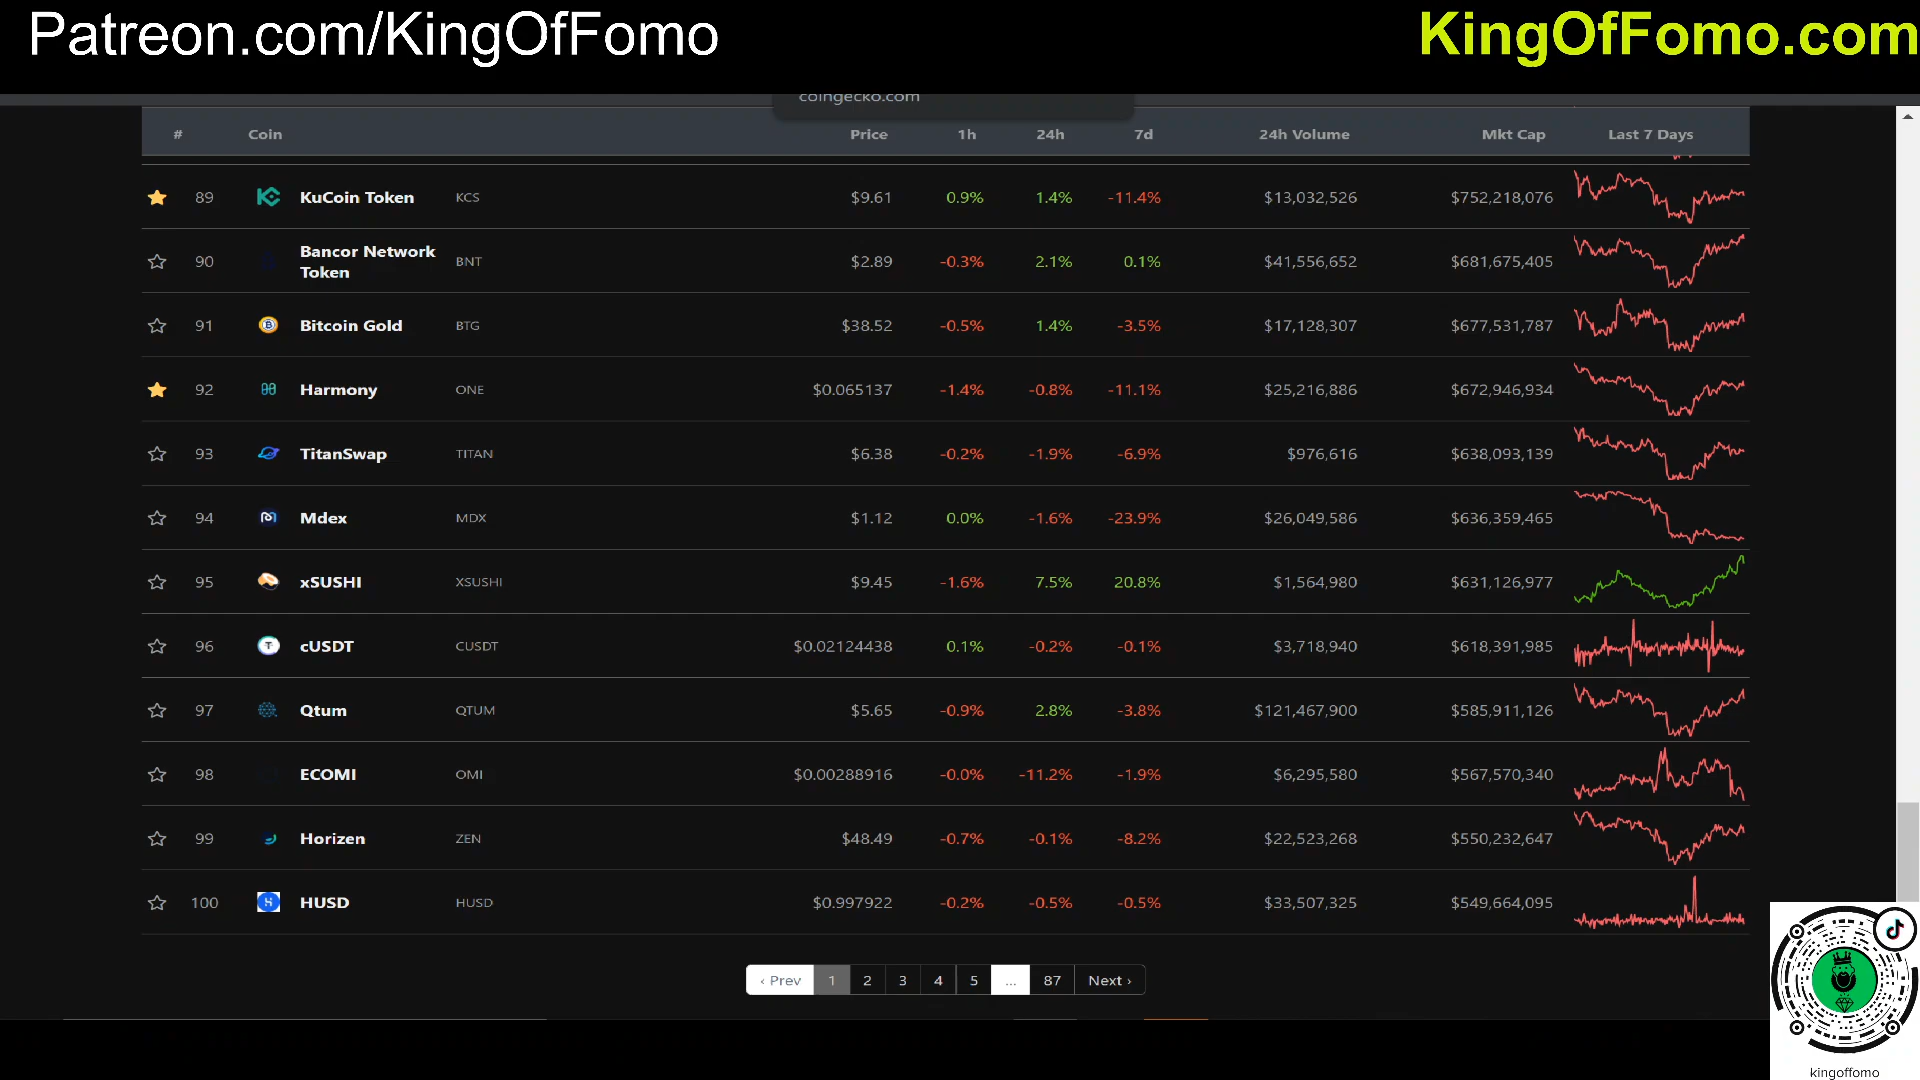 Patreon.com/KingOfFomo
KingOfFomo.com
coingecko.com
# Coin Price 1h 24h 7d 24h Volume Mkt Cap Last 7 Days
89 KuCoin Token KCS $9.61 0.9% 1.4% -11.4% $13,032,526 $752,218,076
90 Bancor Network Token BNT $2.89 -0.3% 2.1% 0.1% $41,556,652 $681,675,405
91 Bitcoin Gold BTG $38.52 -0.5% 1.4% -3.5% $17,128,307 $677,531,787
92 Harmony ONE $0.065137 -1.4% -0.8% -11.1% $25,216,886 $672,946,934
93 TitanSwap TITAN $6.38 -0.2% -1.9% -6.9% $976,616 $638,093,139
94 Mdex MDX $1.12 0.0% -1.6% -23.9% $26,049,586 $636,359,465
95 xSUSHI XSUSHI $9.45 -1.6% 7.5% 20.8% $1,564,980 $631,126,977
96 cUSDT CUSDT $0.02124438 0.1% -0.2% -0.1% $3,718,940 $618,391,985
97 Qtum QTUM $5.65 -0.9% 2.8% -3.8% $121,467,900 $585,911,126
98 ECOMI OMI $0.00288916 -0.0% -11.2% -1.9% $6,295,580 $567,570,340
99 Horizen ZEN $48.49 -0.7% -0.1% -8.2% $22,523,268 $550,232,647
100 HUSD HUSD $0.997922 -0.2% -0.5% -0.5% $33,507,325 $549,664,095
‹ Prev 1 2 3 4 5 ... 87 Next ›
kingoffomo